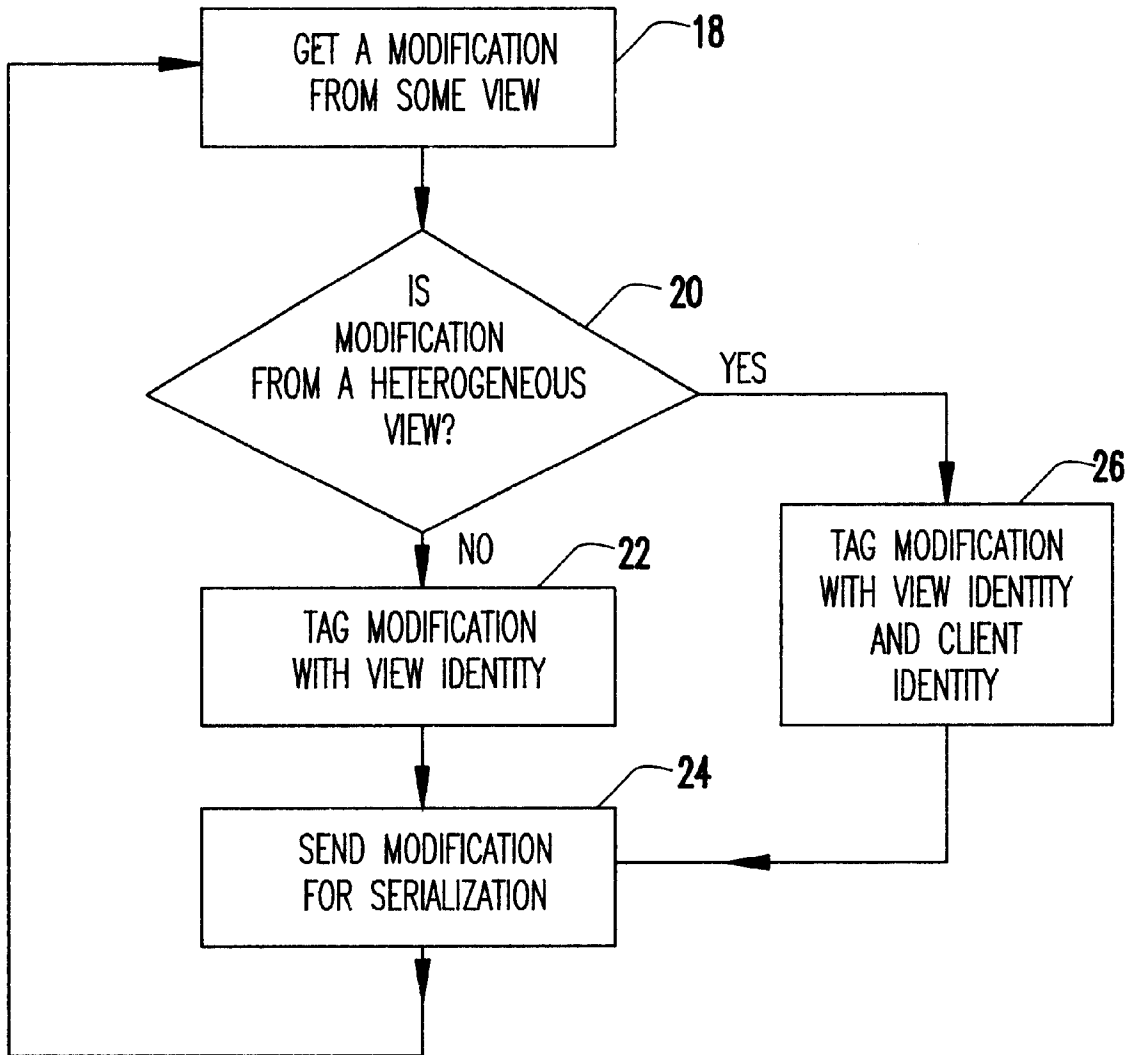 GET A MODIFICATION
FROM SOME VIEW
18
IS
MODIFICATION
FROM A HETEROGENEOUS
VIEW?
20
YES
NO
22
TAG MODIFICATION
WITH VIEW IDENTITY
26
TAG MODIFICATION
WITH VIEW IDENTITY
AND CLIENT
IDENTITY
24
SEND MODIFICATION
FOR SERIALIZATION